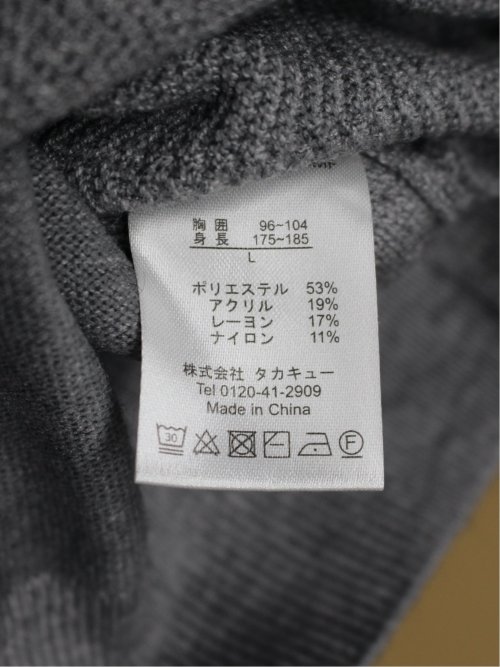 胸囲 96~104
身長 175~185
L
ポリエステル 53%
アクリル 19%
レーヨン 17%
ナイロン 11%
株式会社 タカキュー
Tel 0120-41-2909
Made in China
30 F